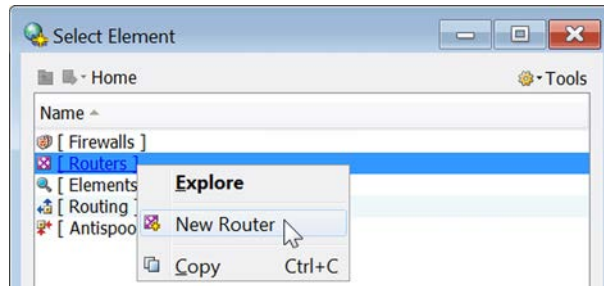 Select Element
Home
Tools
Name
[ Firewalls ]
[ Routers ]
[ Elements
[ Routing ]
[ Antispoo
Explore
New Router
Copy Ctrl+C